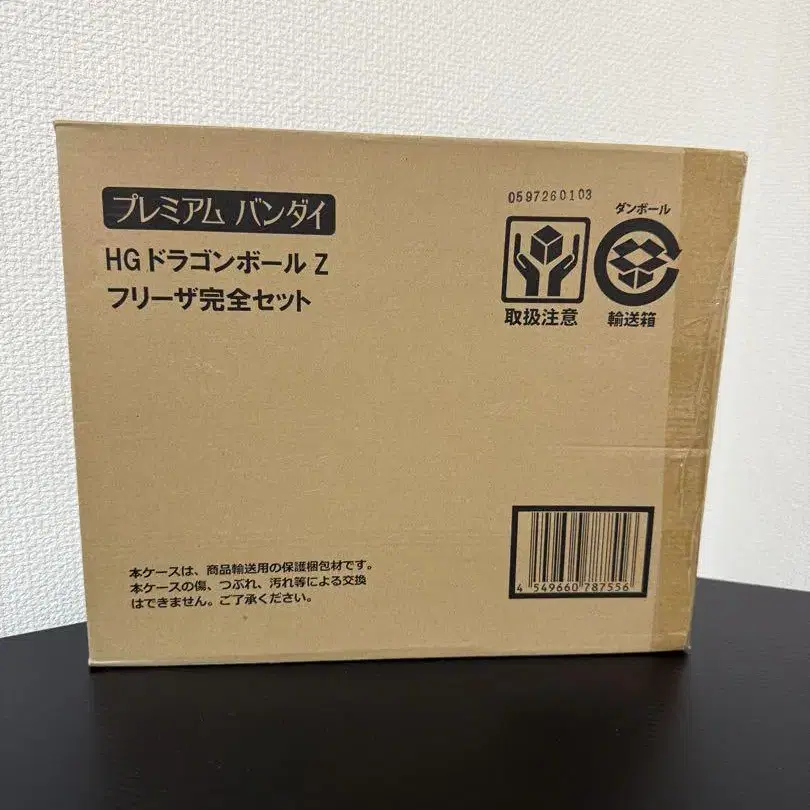 プレミアム バンダイ
HGドラゴンボールZ
フリーザ完全セット
0597260103
取扱注意
ダンボール
輸送箱
本ケースは、商品輸送用の保護梱包材です。
本ケースの傷、つぶれ、汚れ等による交換
はできません。ご了承ください。
4 549660 787556